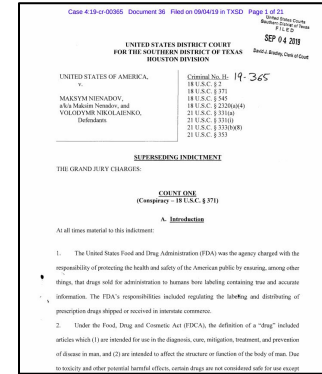 Case 4:19-cr-00365 Document 36 Filed on 09/04/19 in TXSD Page 1 of 21
United States Courts
Southern District of Texas
FILED
SEP 04 2019
David J. Bradley, Clerk of Court
UNITED STATES DISTRICT COURT
FOR THE SOUTHERN DISTRICT OF TEXAS
HOUSTON DIVISION
UNITED STATES OF AMERICA,
v.
MAKSYM NIENADOV,
a/k/a Maksim Nenadov, and
VOLODYMR NIKOLAIENKO,
Defendants.
Criminal No. H- 19-365
18 U.S.C. § 2
18 U.S.C. § 371
18 U.S.C. § 545
18 U.S.C. § 2320(a)(4)
21 U.S.C. § 331(a)
21 U.S.C. § 331(i)
21 U.S.C. § 333(b)(8)
21 U.S.C. § 353
SUPERSEDING INDICTMENT
THE GRAND JURY CHARGES:
COUNT ONE
(Conspiracy – 18 U.S.C. § 371)
A. Introduction
At all times material to this indictment:
1. The United States Food and Drug Administration (FDA) was the agency charged with the
responsibility of protecting the health and safety of the American public by ensuring, among other
things, that drugs sold for administration to humans bore labeling containing true and accurate
information. The FDA's responsibilities included regulating the labeling and distributing of
prescription drugs shipped or received in interstate commerce.
2. Under the Food, Drug and Cosmetic Act (FDCA), the definition of a "drug" included
articles which (1) are intended for use in the diagnosis, cure, mitigation, treatment, and prevention
of disease in man, and (2) are intended to affect the structure or function of the body of man. Due
to toxicity and other potential harmful effects, certain drugs are not considered safe for use except